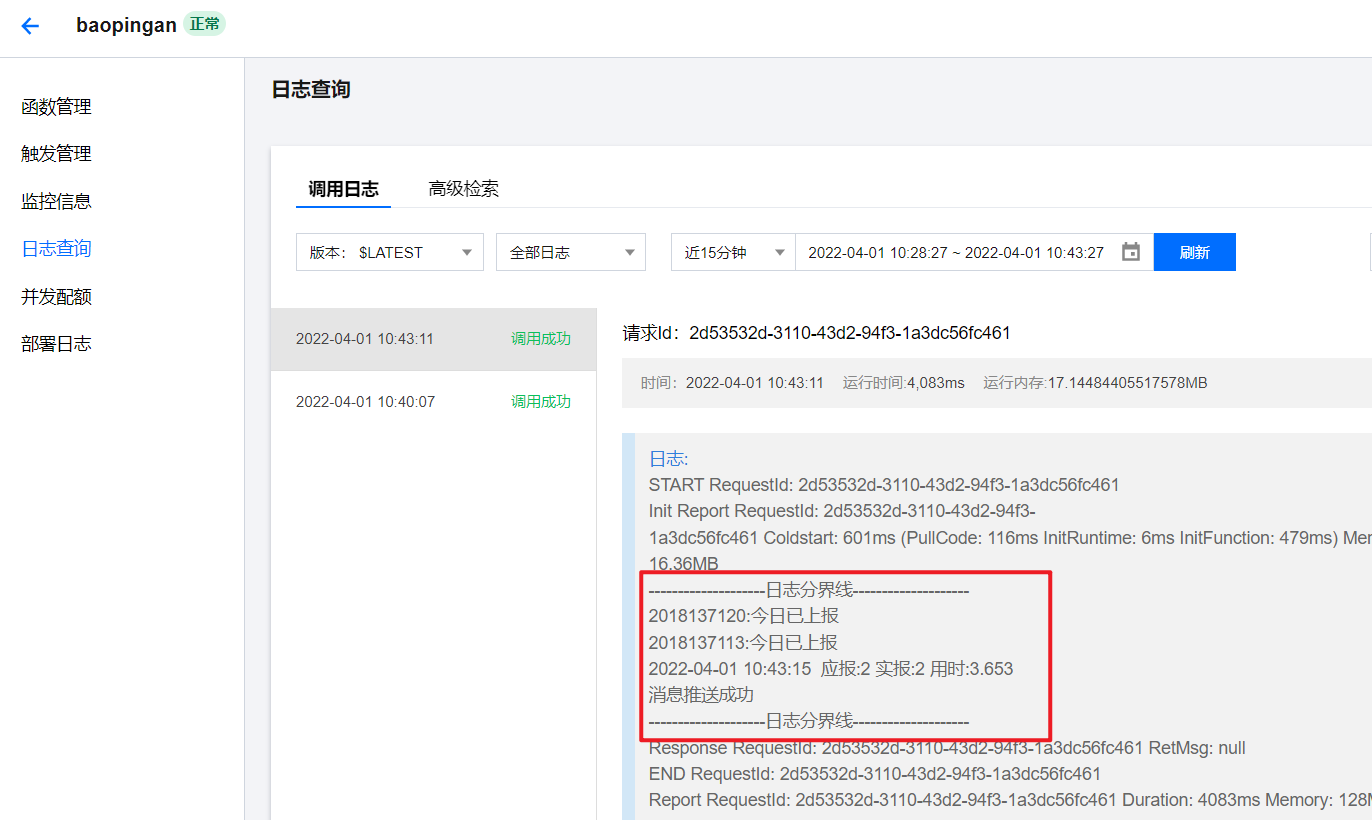 baopingan 正常
函数管理
触发管理
监控信息
日志查询
并发配额
部署日志
日志查询
调用日志 高级检索
版本： $LATEST 全部日志 近15分钟 2022-04-01 10:28:27 ~ 2022-04-01 10:43:27 刷新
2022-04-01 10:43:11 调用成功
2022-04-01 10:40:07 调用成功
请求Id： 2d53532d-3110-43d2-94f3-1a3dc56fc461
时间： 2022-04-01 10:43:11 运行时间:4,083ms 运行内存:17.14484405517578MB
日志:
START RequestId: 2d53532d-3110-43d2-94f3-1a3dc56fc461
Init Report RequestId: 2d53532d-3110-43d2-94f3-
1a3dc56fc461 Coldstart: 601ms (PullCode: 116ms InitRuntime: 6ms InitFunction: 479ms) Mer
16.36MB
--------------------日志分界线--------------------
2018137120:今日已上报
2018137113:今日已上报
2022-04-01 10:43:15 应报:2 实报:2 用时:3.653
消息推送成功
--------------------日志分界线--------------------
Response RequestId: 2d53532d-3110-43d2-94f3-1a3dc56fc461 RetMsg: null
END RequestId: 2d53532d-3110-43d2-94f3-1a3dc56fc461
Report RequestId: 2d53532d-3110-43d2-94f3-1a3dc56fc461 Duration: 4083ms Memory: 128M